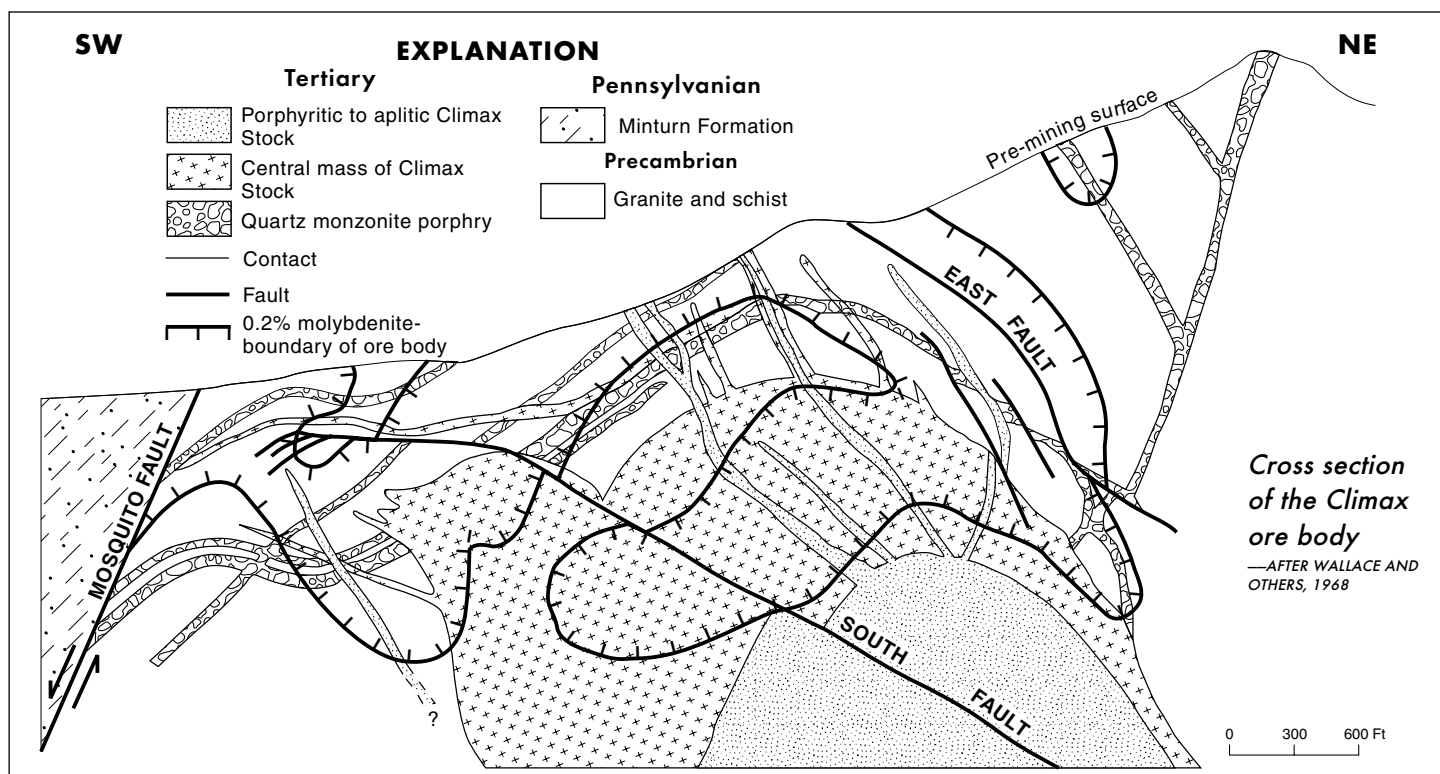 SW
EXPLANATION
NE
Tertiary
Porphyritic to aplitic Climax
Stock
Central mass of Climax
Stock
Quartz monzonite porphry
Contact
Fault
0.2% molybdenite-
boundary of ore body
Pennsylvanian
Minturn Formation
Precambrian
Granite and schist
Pre-mining surface
EAST FAULT
MOSQUITO FAULT
SOUTH FAULT
?
Cross section
of the Climax
ore body
—AFTER WALLACE AND
OTHERS, 1968
0 300 600 Ft